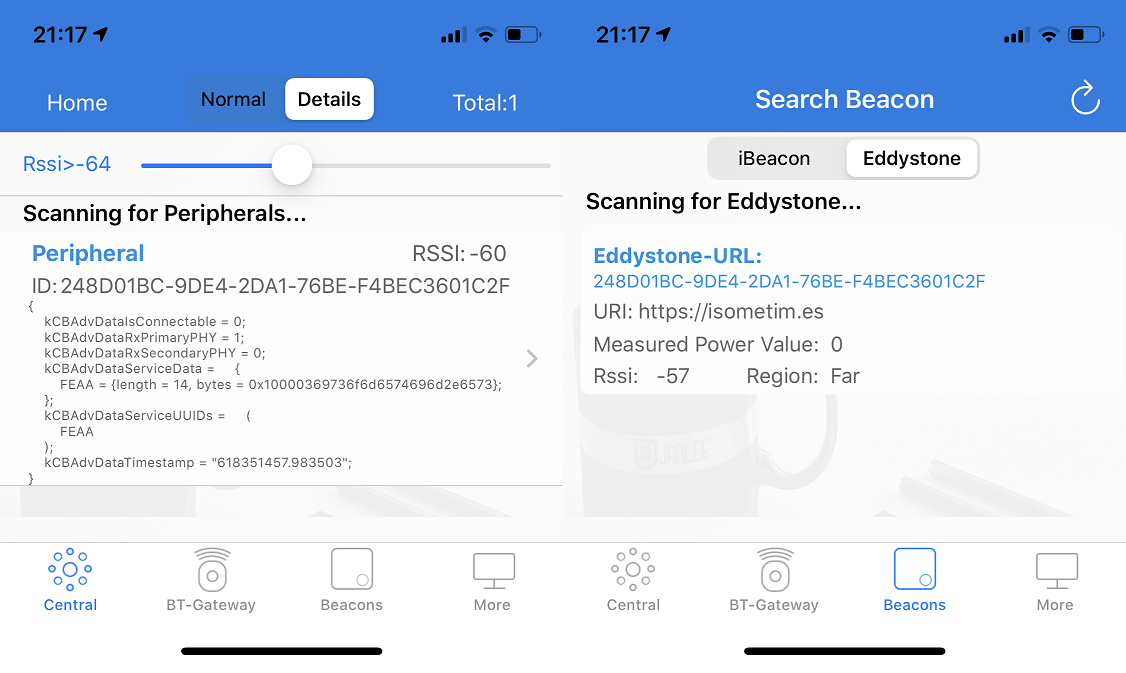 21:17
Home
Normal
Details
Total:1
Rssi>-64
Scanning for Peripherals...
Peripheral
RSSI: -60
ID: 248D01BC-9DE4-2DA1-76BE-F4BEC3601C2F
{
kCBAdvDataIsConnectable = 0;
kCBAdvDataRxPrimaryPHY = 1;
kCBAdvDataRxSecondaryPHY = 0;
kCBAdvDataServiceData = {
FEAA = {length = 14, bytes = 0x10000369736f6d6574696d2e6573};
};
kCBAdvDataServiceUUIDs = (
FEAA
);
kCBAdvDataTimestamp = "618351457.983503";
}
Central
BT-Gateway
Beacons
More
21:17
Search Beacon
iBeacon
Eddystone
Scanning for Eddystone...
Eddystone-URL:
248D01BC-9DE4-2DA1-76BE-F4BEC3601C2F
URI: https://isometim.es
Measured Power Value: 0
Rssi: -57 Region: Far
JAALEE
Central
BT-Gateway
Beacons
More